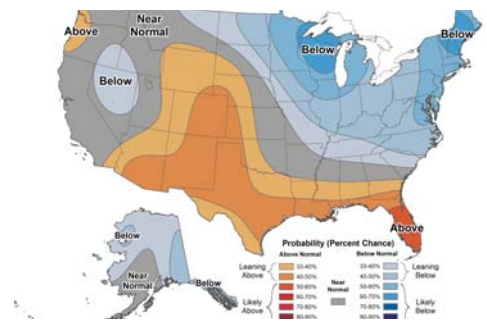 Near
Normal
Above
Below
Below
Below
Above
Below
Near
Normal
Below
Probability (Percent Chance)
Above Normal
Below Normal
Leaning
Above
33-40%
40-50%
50-60%
60-70%
70-80%
80-90%
Likely
Above
Near
Normal
33-40%
40-50%
50-60%
60-70%
70-80%
80-90%
Leaning
Below
Likely
Below